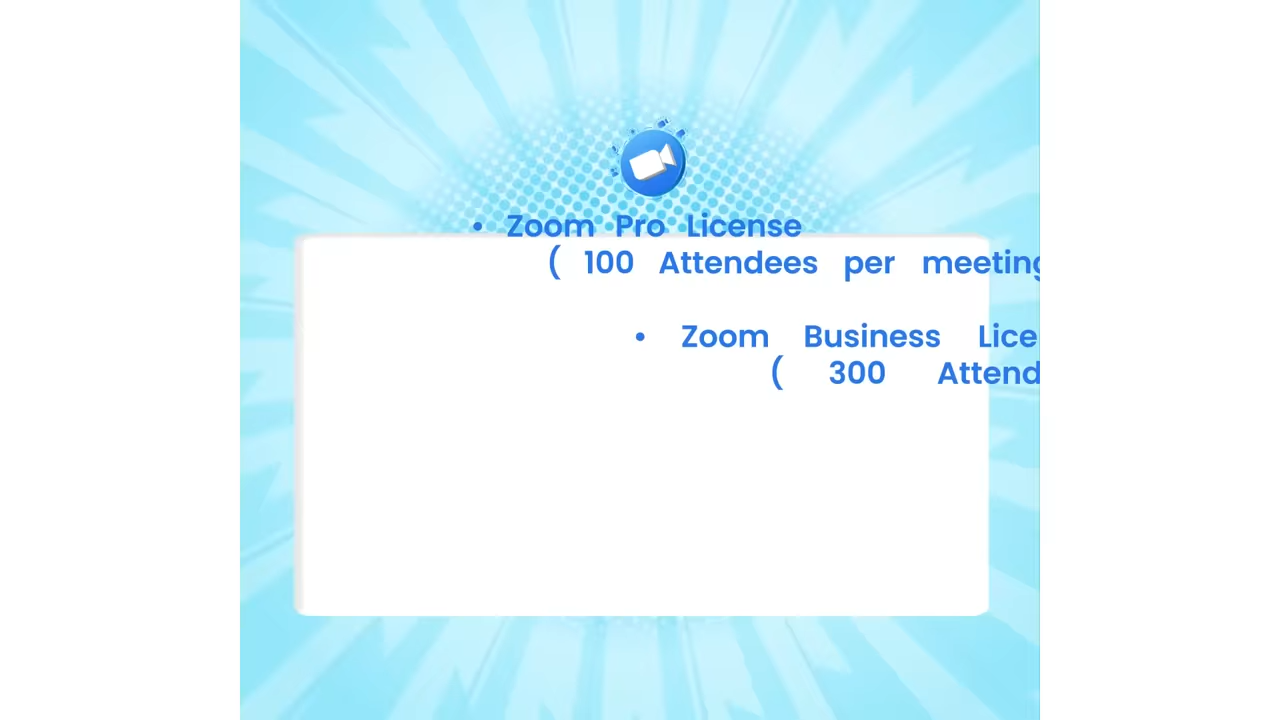 • Zoom Pro License
( 100 Attendees per meeting
• Zoom Business Lice
( 300 Attend